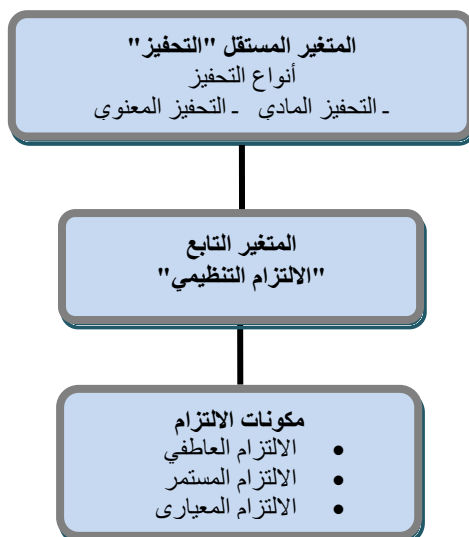 المتغير المستقل "التحفيز"
أنواع التحفيز
ـ التحفيز المادي ـ التحفيز المعنوي
المتغير التابع
"الالتزام التنظيمي"
مكونات الالتزام
• الالتزام العاطفي
• الالتزام المستمر
• الالتزام المعيارى